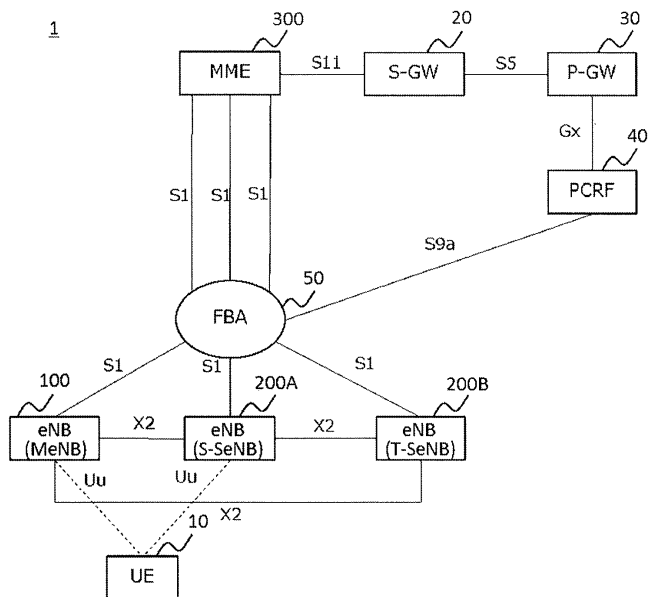 1
300
20
30
MME
S11
S-GW
S5
P-GW
Gx
40
PCRF
S1
S1
S1
S9a
50
FBA
S1
S1
S1
100
200A
200B
eNB
(MeNB)
X2
eNB
(S-SeNB)
X2
eNB
(T-SeNB)
Uu
Uu
X2
10
UE